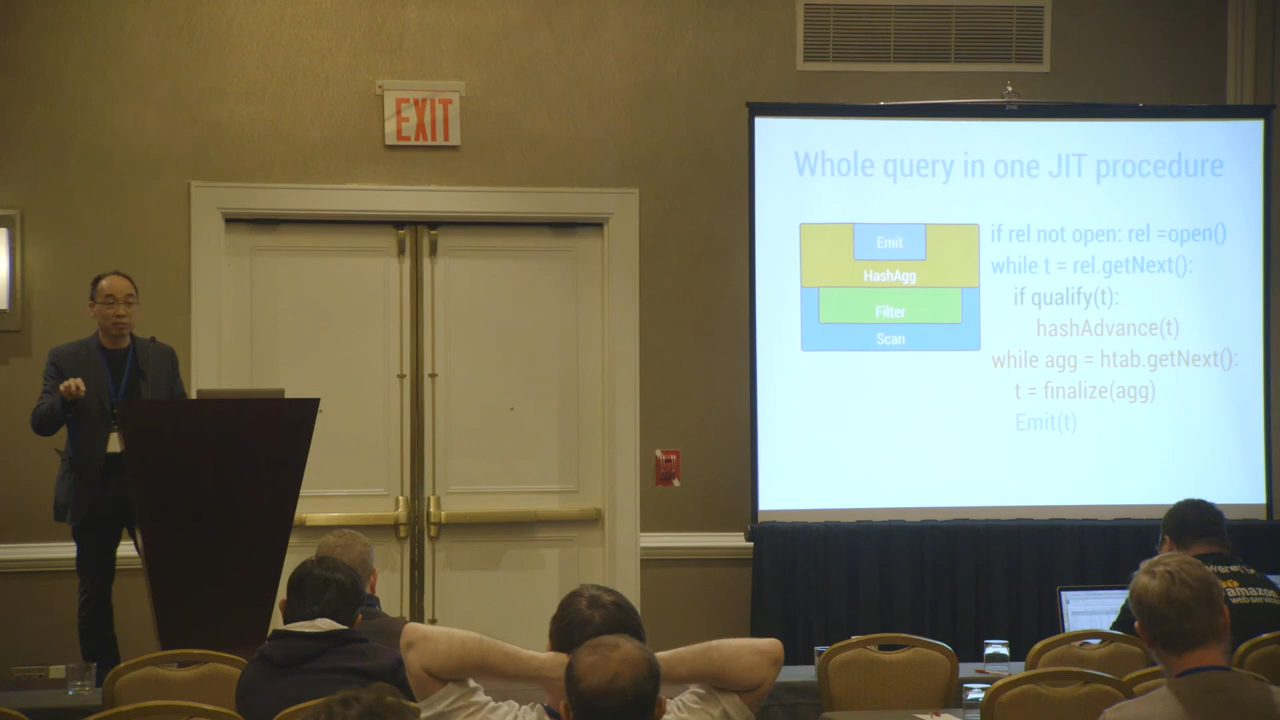 EXIT
Whole query in one JIT procedure
Emit
HashAgg
Filter
Scan
if rel not open: rel =open()
while t = rel.getNext():
if qualify(t):
hashAdvance(t)
while agg = htab.getNext():
t = finalize(agg)
Emit(t)
amazon